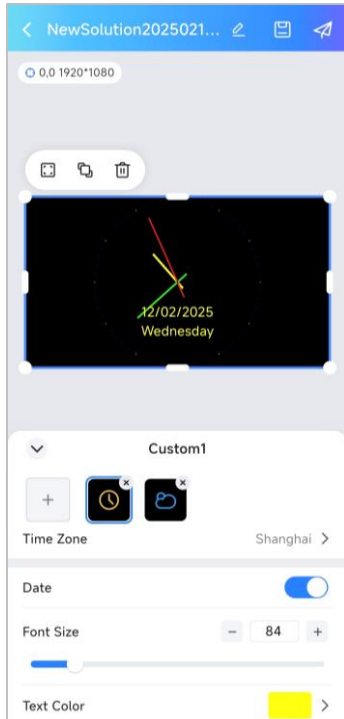 NewSolution2025021...
0,0 1920*1080
12/02/2025
Wednesday
Custom1
Time Zone Shanghai
Date
Font Size - 84 +
Text Color